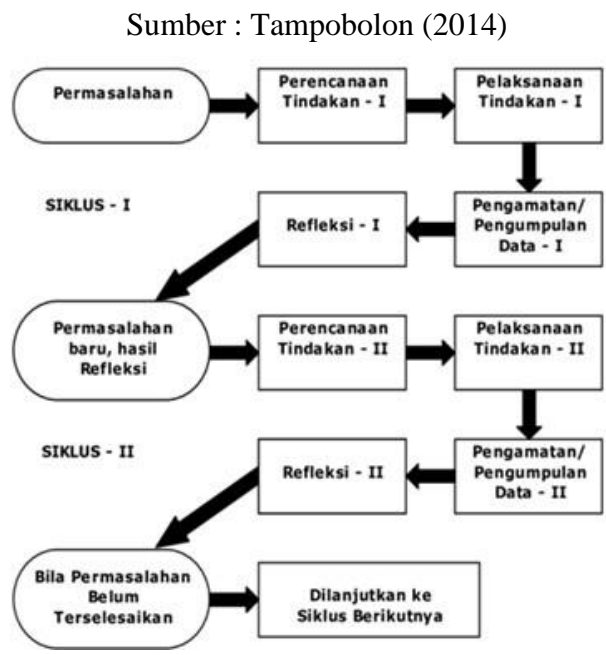 Sumber : Tampobolon (2014)
Permasalahan
Perencanaan
Tindakan - I
Pelaksanaan
Tindakan - I
SIKLUS - I
Refleksi - I
Pengamatan/
Pengumpulan
Data - I
Permasalahan
baru, hasil
Refleksi
Perencanaan
Tindakan - II
Pelaksanaan
Tindakan - II
SIKLUS - II
Refleksi - II
Pengamatan/
Pengumpulan
Data - II
Bila Permasalahan
Belum
Terselesaikan
Dilanjutkan ke
Siklus Berikutnya